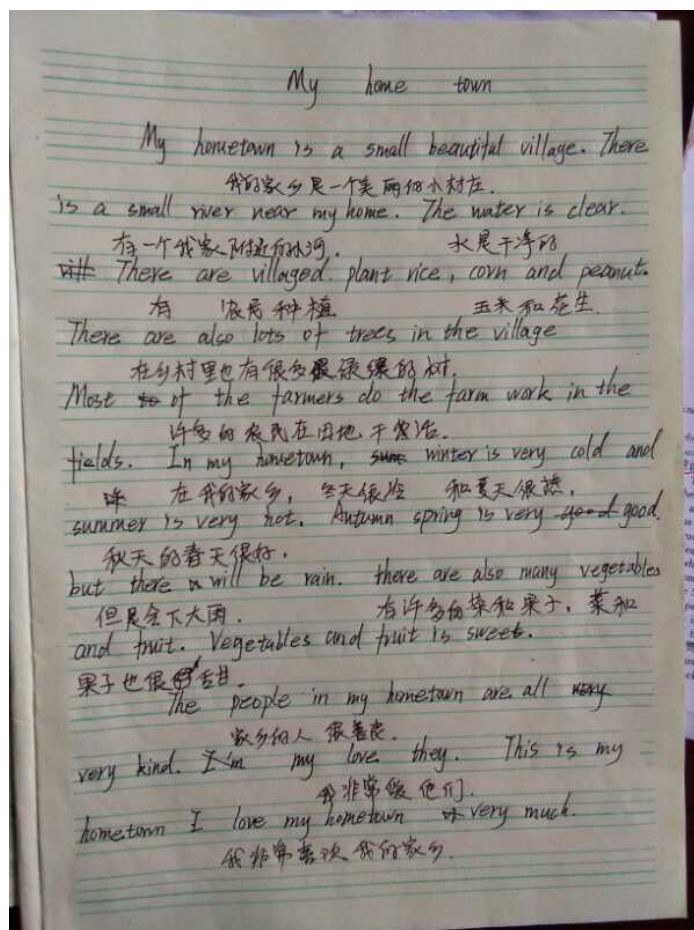 My home town
My hometown is a small beautiful village. There
我的家乡是一个美丽的小村庄.
is a small river near my home. The water is clear.
有一个我家附近的小河. 水是干净的
There are villaged. plant rice, corn and peanut.
有 农民种植 玉米和花生.
There are also lots of trees in the village
在乡村里也有很多最绿的树.
Most of the farmers do the farm work in the
许多的农民在田地干农活.
fields. In my hometown, winter is very cold and
在我的家乡, 冬天很冷 和夏天很热,
summer is very hot. Autumn spring is very good.
秋天的春天很好,
but there will be rain. there are also many vegetables
但是会下大雨. 有许多的菜和果子, 菜和
and fruit. Vegetables and fruit is sweet.
果子也很甜
The people in my hometown are all
家乡的人 很善良.
very kind. I'm my love they. This is my
我非常爱他们.
hometown I love my hometown very much.
我非常喜欢我的家乡.